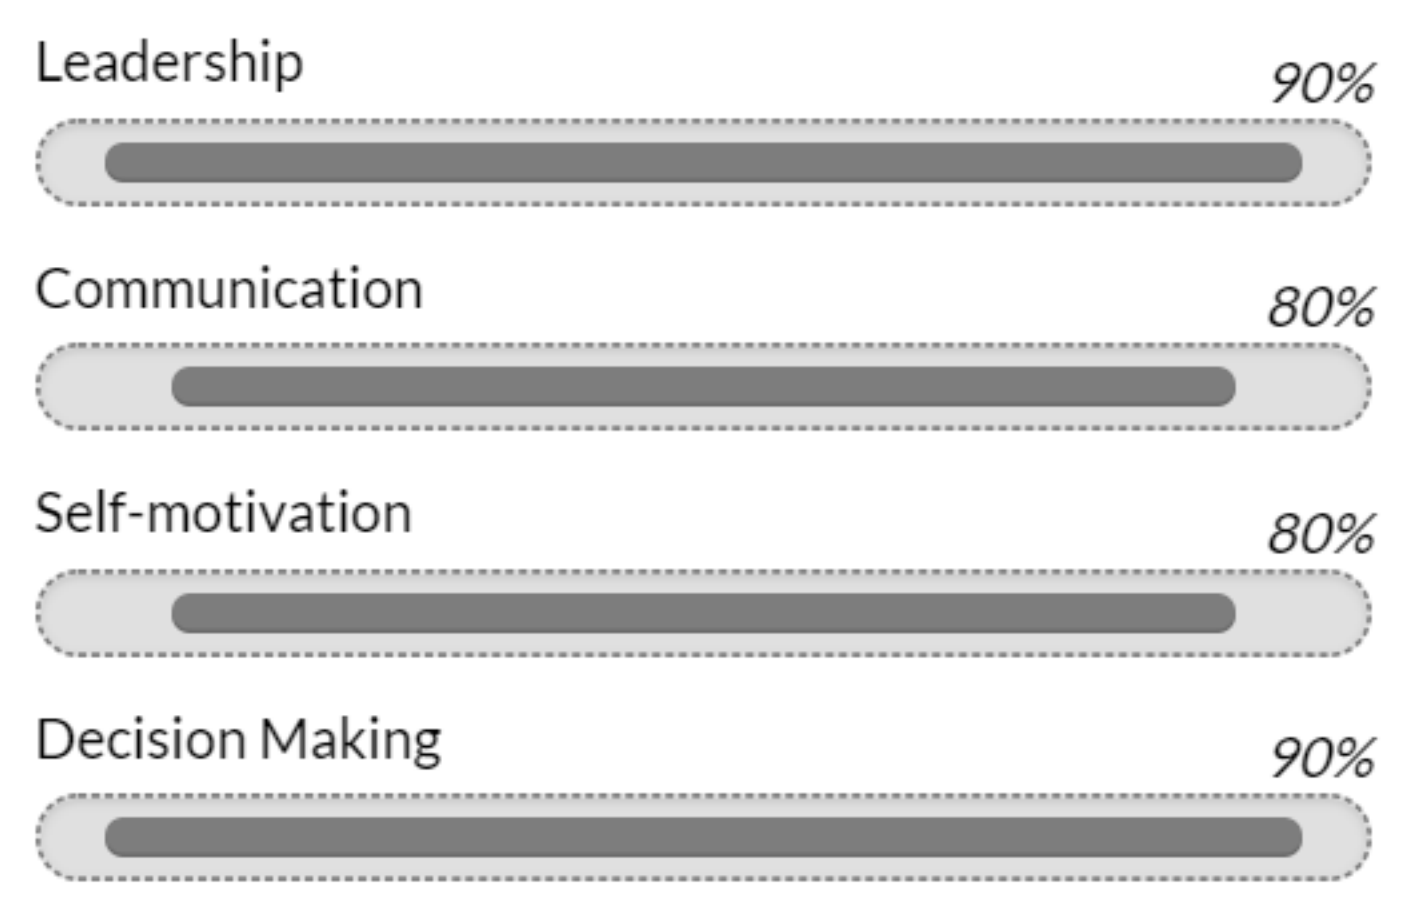 Leadership
90%
Communication
80%
Self-motivation
80%
Decision Making
90%